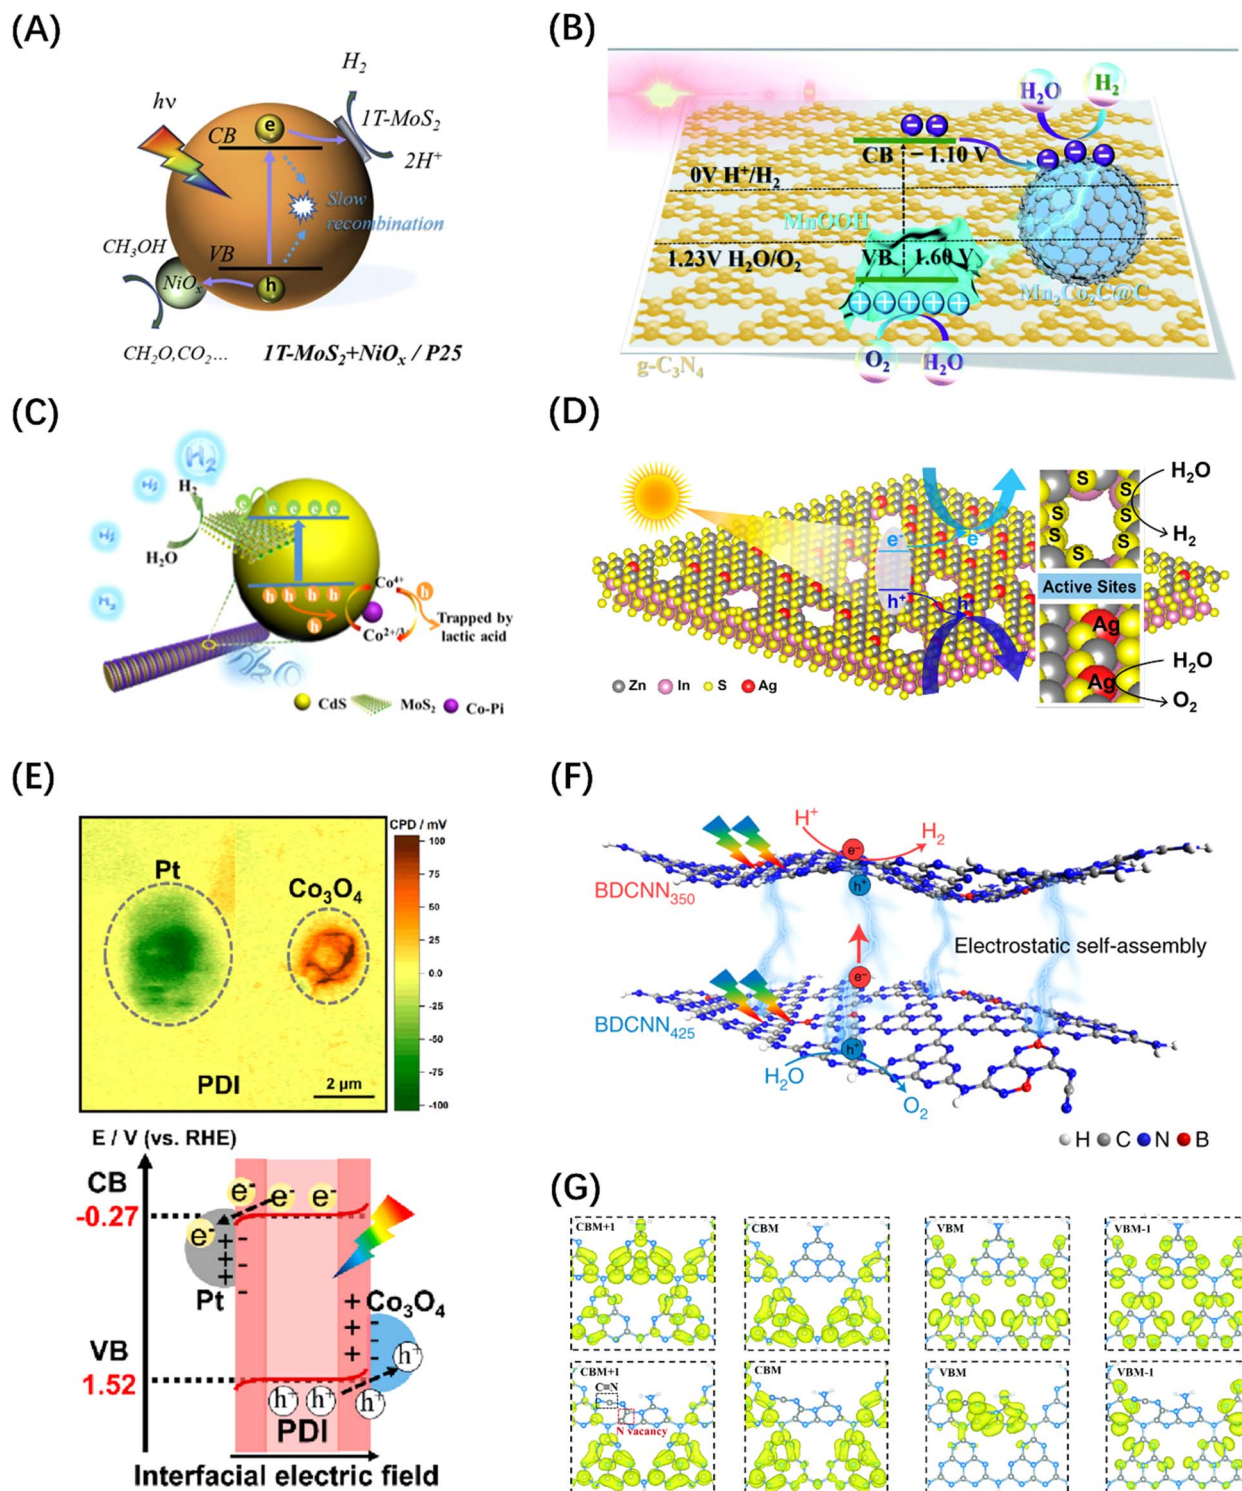 (A)
hν
H₂
1T-MoS₂
2H⁺
e
CB
Slow
recombination
CH₃OH
VB
NiOₓ
h
CH₂O,CO₂...
1T-MoS₂+NiOₓ / P25
(B)
H₂O
H₂
CB
− 1.10 V
0V H⁺/H₂
MnOOH
1.23V H₂O/O₂
VB
1.60 V
Mn₂Co₂C@C
O₂
H₂O
g-C₃N₄
(C)
H₂
H₂
H₂
e e e e e
H₂O
H₂
H₂
h h h h
Co⁴⁺
h
h
Co²⁺/³
Trapped by
lactic acid
H₂O
CdS
MoS₂
Co-Pi
(D)
e⁻
e
h⁺
h⁺
S
S
S
S
S
S
H₂O
H₂
Active Sites
Ag
Ag
H₂O
O₂
Zn
In
S
Ag
(E)
CPD / mV
100
75
50
25
0.0
-25
-50
-75
-100
Pt
Co₃O₄
PDI
2 μm
E / V (vs. RHE)
CB
-0.27
e⁻ e⁻ e⁻
e⁻
Pt
Co₃O₄
VB
1.52
h⁺
h⁺ h⁺ h⁺
PDI
Interfacial electric field
(F)
H⁺
H₂
e⁻
h⁺
BDCNN₃₅₀
Electrostatic self-assembly
e⁻
BDCNN₄₂₅
h⁺
H₂O
O₂
H
C
N
B
(G)
CBM+1
CBM
VBM
VBM-1
CBM+1
C≡N
N vacancy
CBM
VBM
VBM-1